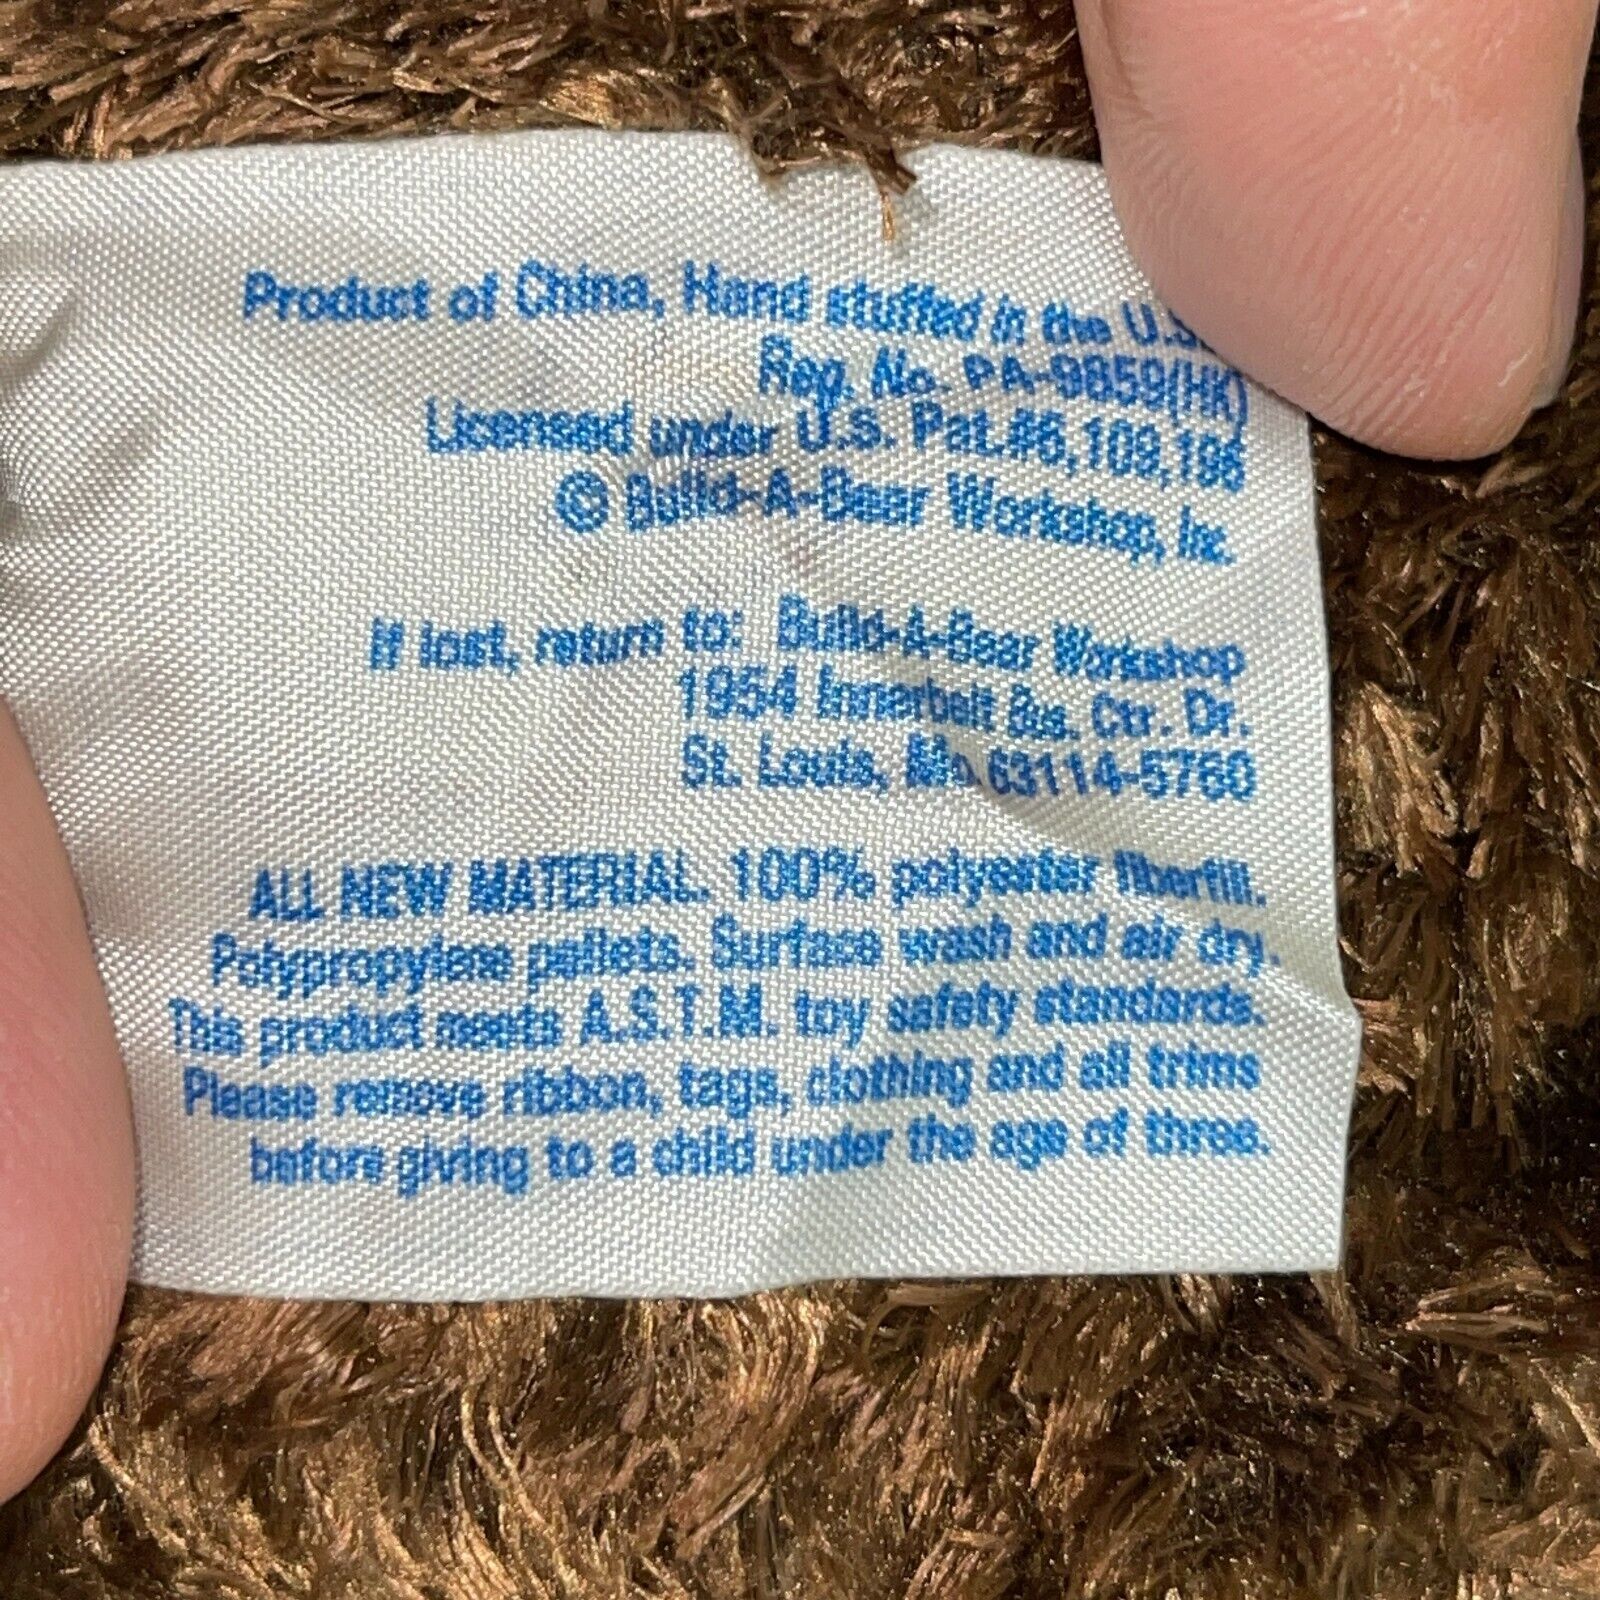 Product of China, Hand stuffed in the U.S.
Reg. No. PA-9659(HK)
Licensed under U.S. Pat.#6,109,196
© Build-A-Bear Workshop, Inc.
If lost, return to: Build-A-Bear Workshop
1954 Innerbelt Bus. Ctr. Dr.
St. Louis, Mo 63114-5760
ALL NEW MATERIAL. 100% polyester fiberfill.
Polypropylene pellets. Surface wash and air dry.
This product meets A.S.T.M. toy safety standards.
Please remove ribbon, tags, clothing and all trims
before giving to a child under the age of three.